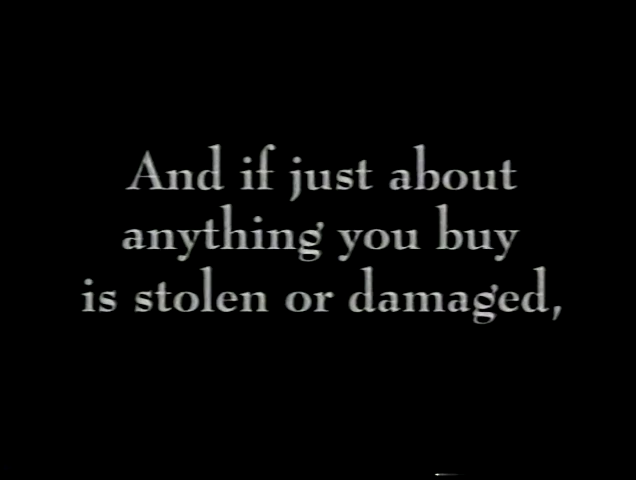 And if just about
anything you buy
is stolen or damaged,